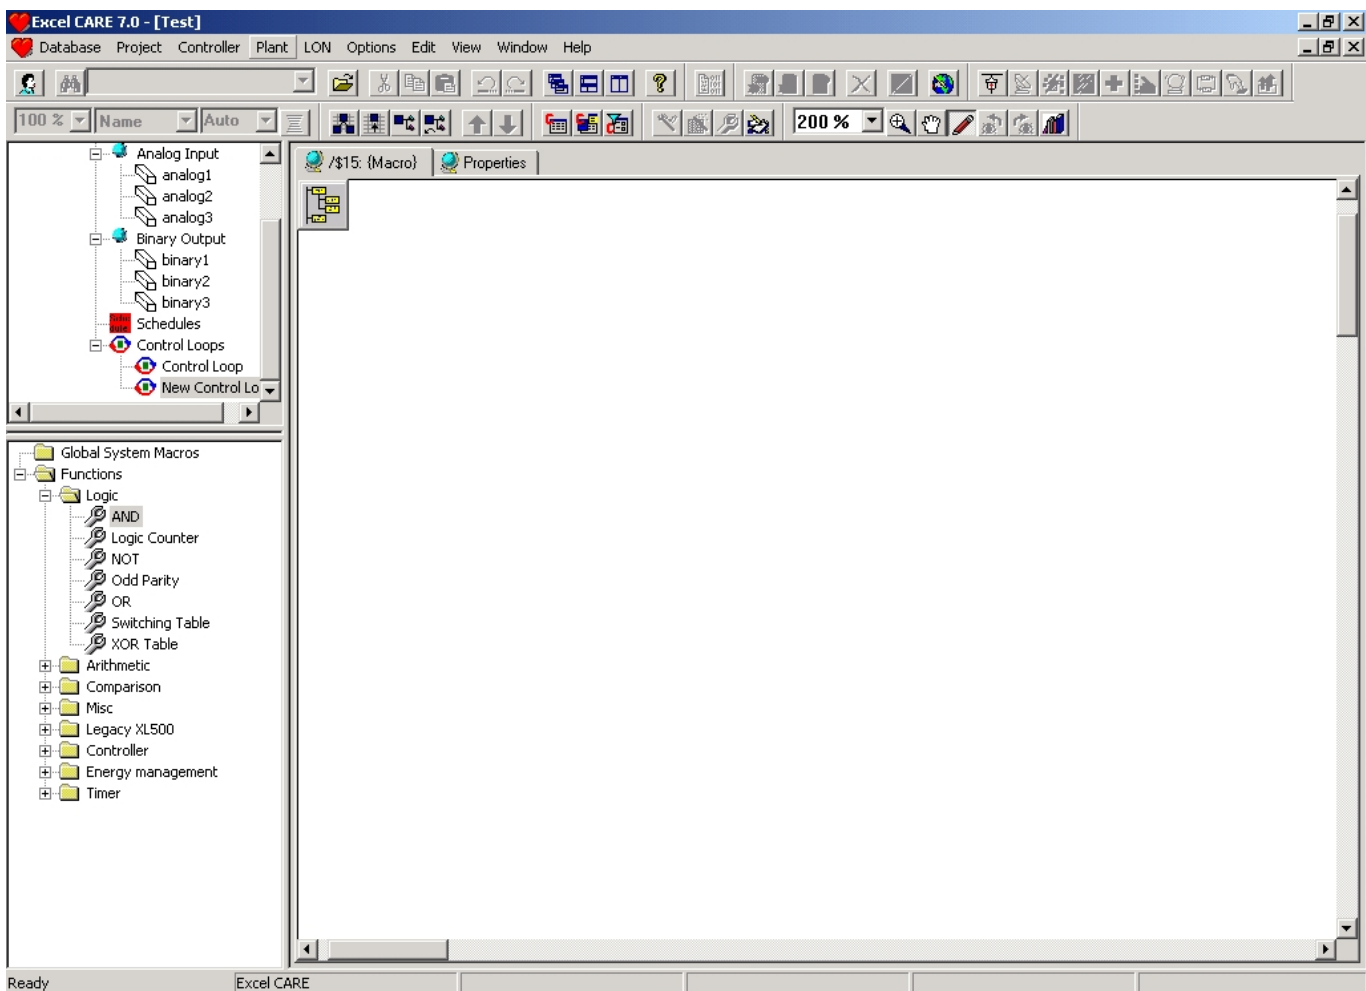 Excel CARE 7.0 - [Test]
Database Project Controller Plant LON Options Edit View Window Help
100 % Name Auto 200 %
Analog Input
analog1
analog2
analog3
Binary Output
binary1
binary2
binary3
Schedules
Control Loops
Control Loop
New Control Lo
/$15: {Macro} Properties
Global System Macros
Functions
Logic
AND
Logic Counter
NOT
Odd Parity
OR
Switching Table
XOR Table
Arithmetic
Comparison
Misc
Legacy XL500
Controller
Energy management
Timer
Ready Excel CARE